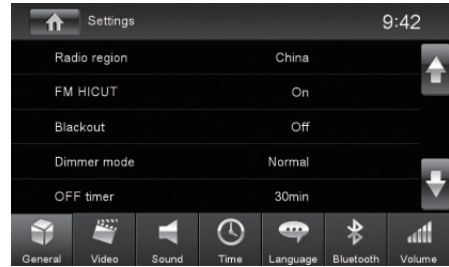 Settings 9:42
Radio region China
FM HICUT On
Blackout Off
Dimmer mode Normal
OFF timer 30min
General Video Sound Time Language Bluetooth Volume